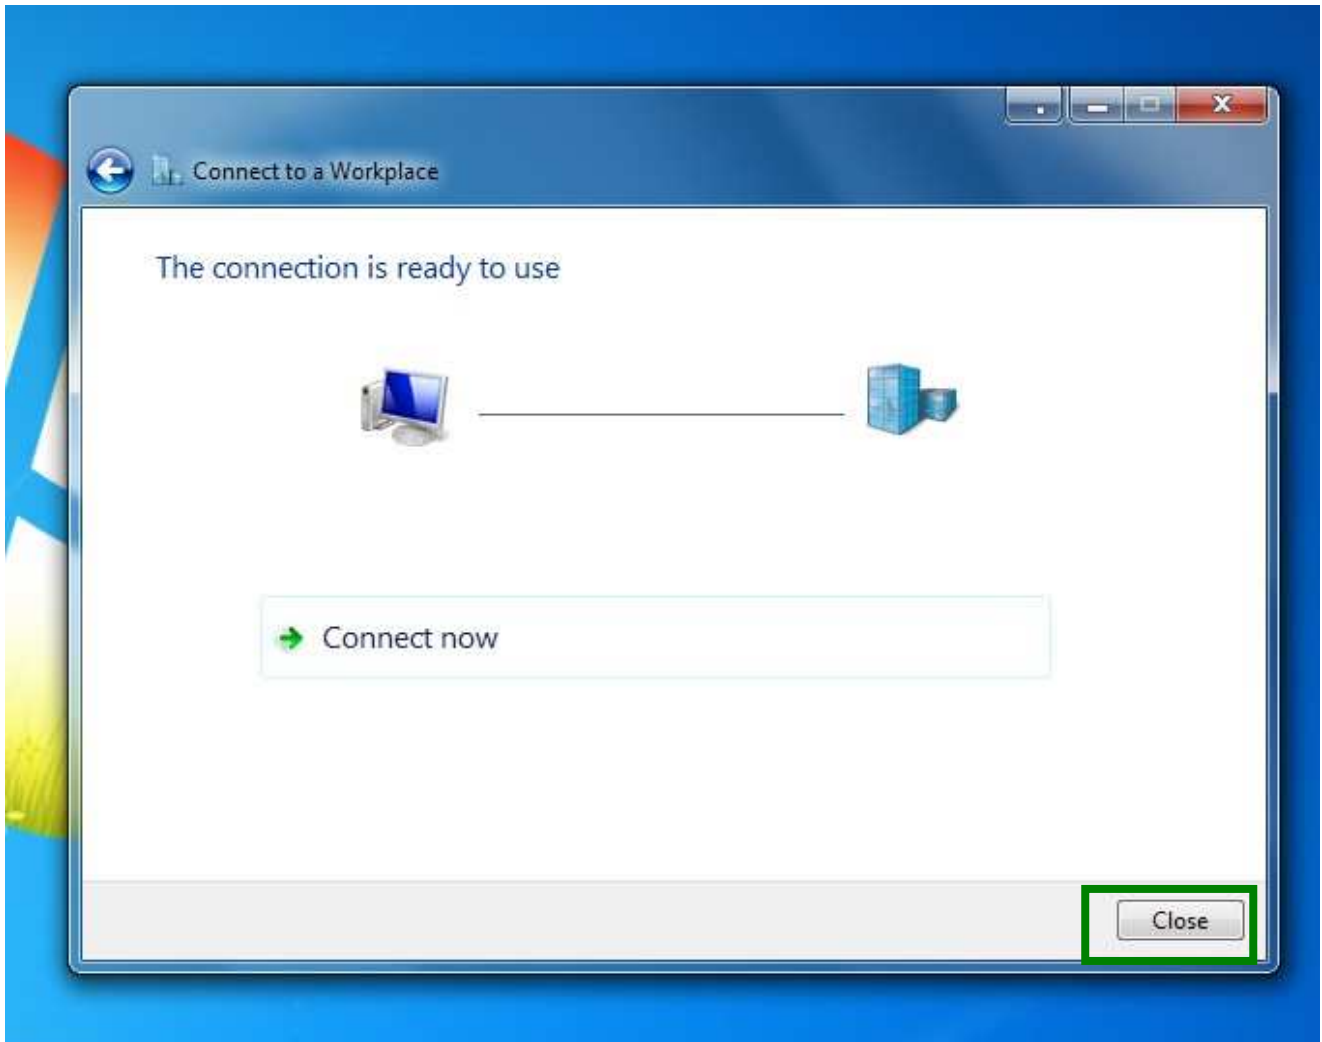 Connect to a Workplace
The connection is ready to use
Connect now
Close